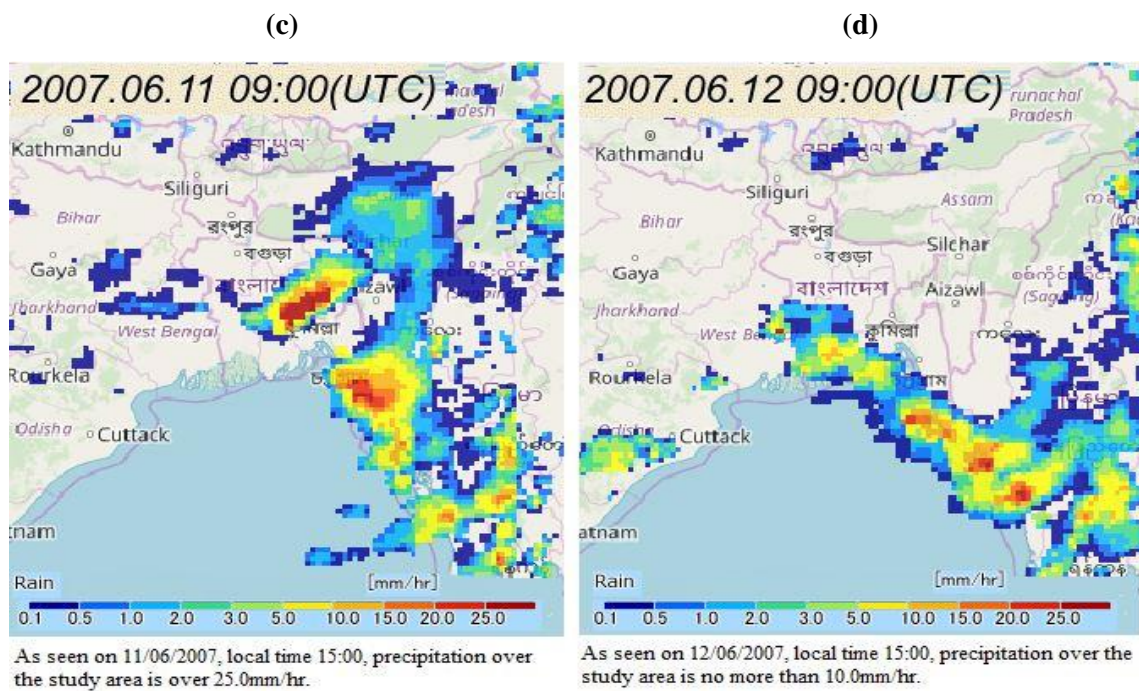 (c)
(d)
2007.06.11 09:00(UTC)
Kathmandu
Siliguri
Bihar
রংপুর
বগুড়া
Gaya
Jharkhand
West Bengal
Rourkela
Odisha
Cuttack
Rain
[mm/hr]
0.1 0.5 1.0 2.0 3.0 5.0 10.0 15.0 20.0 25.0
As seen on 11/06/2007, local time 15:00, precipitation over
the study area is over 25.0mm/hr.
2007.06.12 09:00(UTC)
Pradesh
Kathmandu
Siliguri
Assam
Bihar
রংপুর
Silchar
বগুড়া
Gaya
বাংলাদেশ
Aizawl
Jharkhand
কুমিল্লা
Rourkela
Cuttack
Rain
[mm/hr]
0.1 0.5 1.0 2.0 3.0 5.0 10.0 15.0 20.0 25.0
As seen on 12/06/2007, local time 15:00, precipitation over the
study area is no more than 10.0mm/hr.